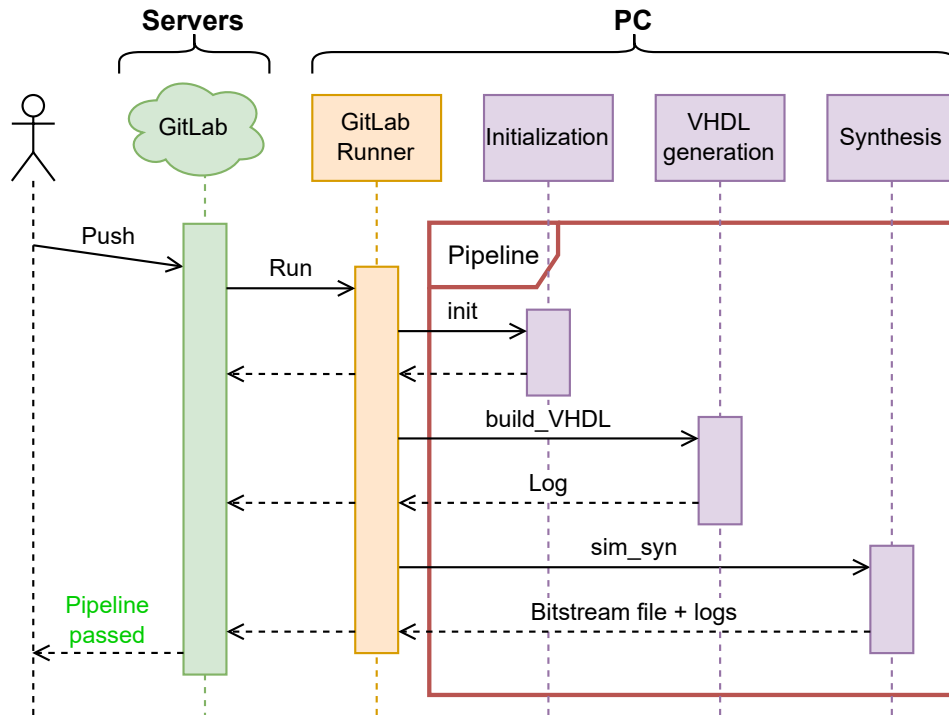 Servers
PC
GitLab
GitLab
Runner
Initialization
VHDL
generation
Synthesis
Push
Pipeline
Run
init
build_VHDL
Log
sim_syn
Pipeline
passed
Bitstream file + logs